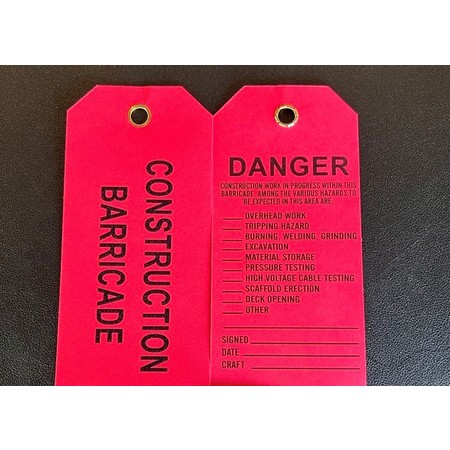 CONSTRUCTION
BARRICADE
DANGER
CONSTRUCTION WORK IN PROGRESS WITHIN THIS
BARRICADE. AMONG THE VARIOUS HAZARDS TO
BE EXPECTED IN THIS AREA ARE.
OVERHEAD WORK
TRIPPING HAZARD
BURNING, WELDING, GRINDING
EXCAVATION
MATERIAL STORAGE
PRESSURE TESTING
HIGH VOLTAGE CABLE TESTING
SCAFFOLD ERECTION
DECK OPENING
OTHER
SIGNED
DATE
CRAFT